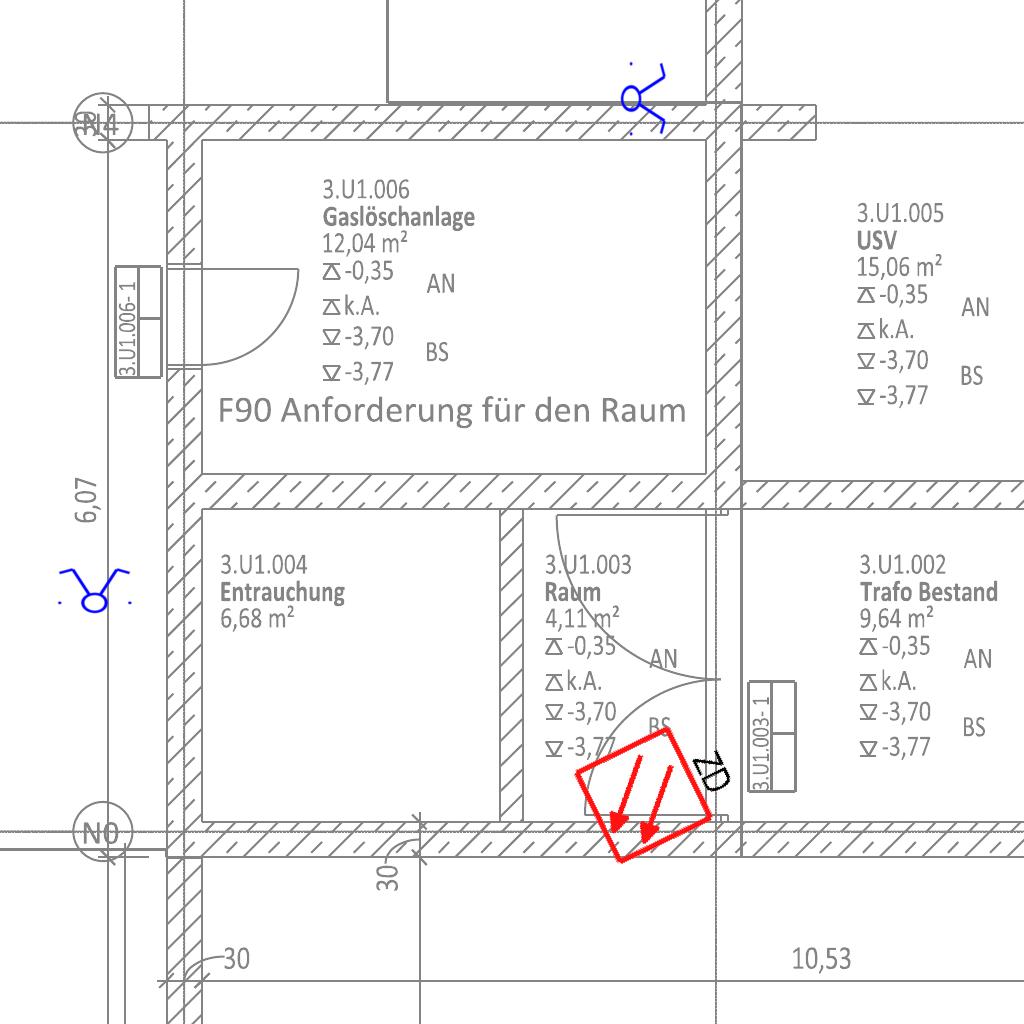 N4
3.U1.006
Gaslöschanlage
12,04 m²
-0,35
AN
k.A.
-3,70
BS
-3,77
F90 Anforderung für den Raum
3.U1.006- 1
3.U1.005
USV
15,06 m²
-0,35
AN
k.A.
-3,70
BS
-3,77
6,07
3.U1.004
Entrauchung
6,68 m²
3.U1.003
Raum
4,11 m²
-0,35
AN
k.A.
-3,70
BS
-3,77
ZD
3.U1.003- 1
3.U1.002
Trafo Bestand
9,64 m²
-0,35
AN
k.A.
-3,70
BS
-3,77
N0
30
30
10,53